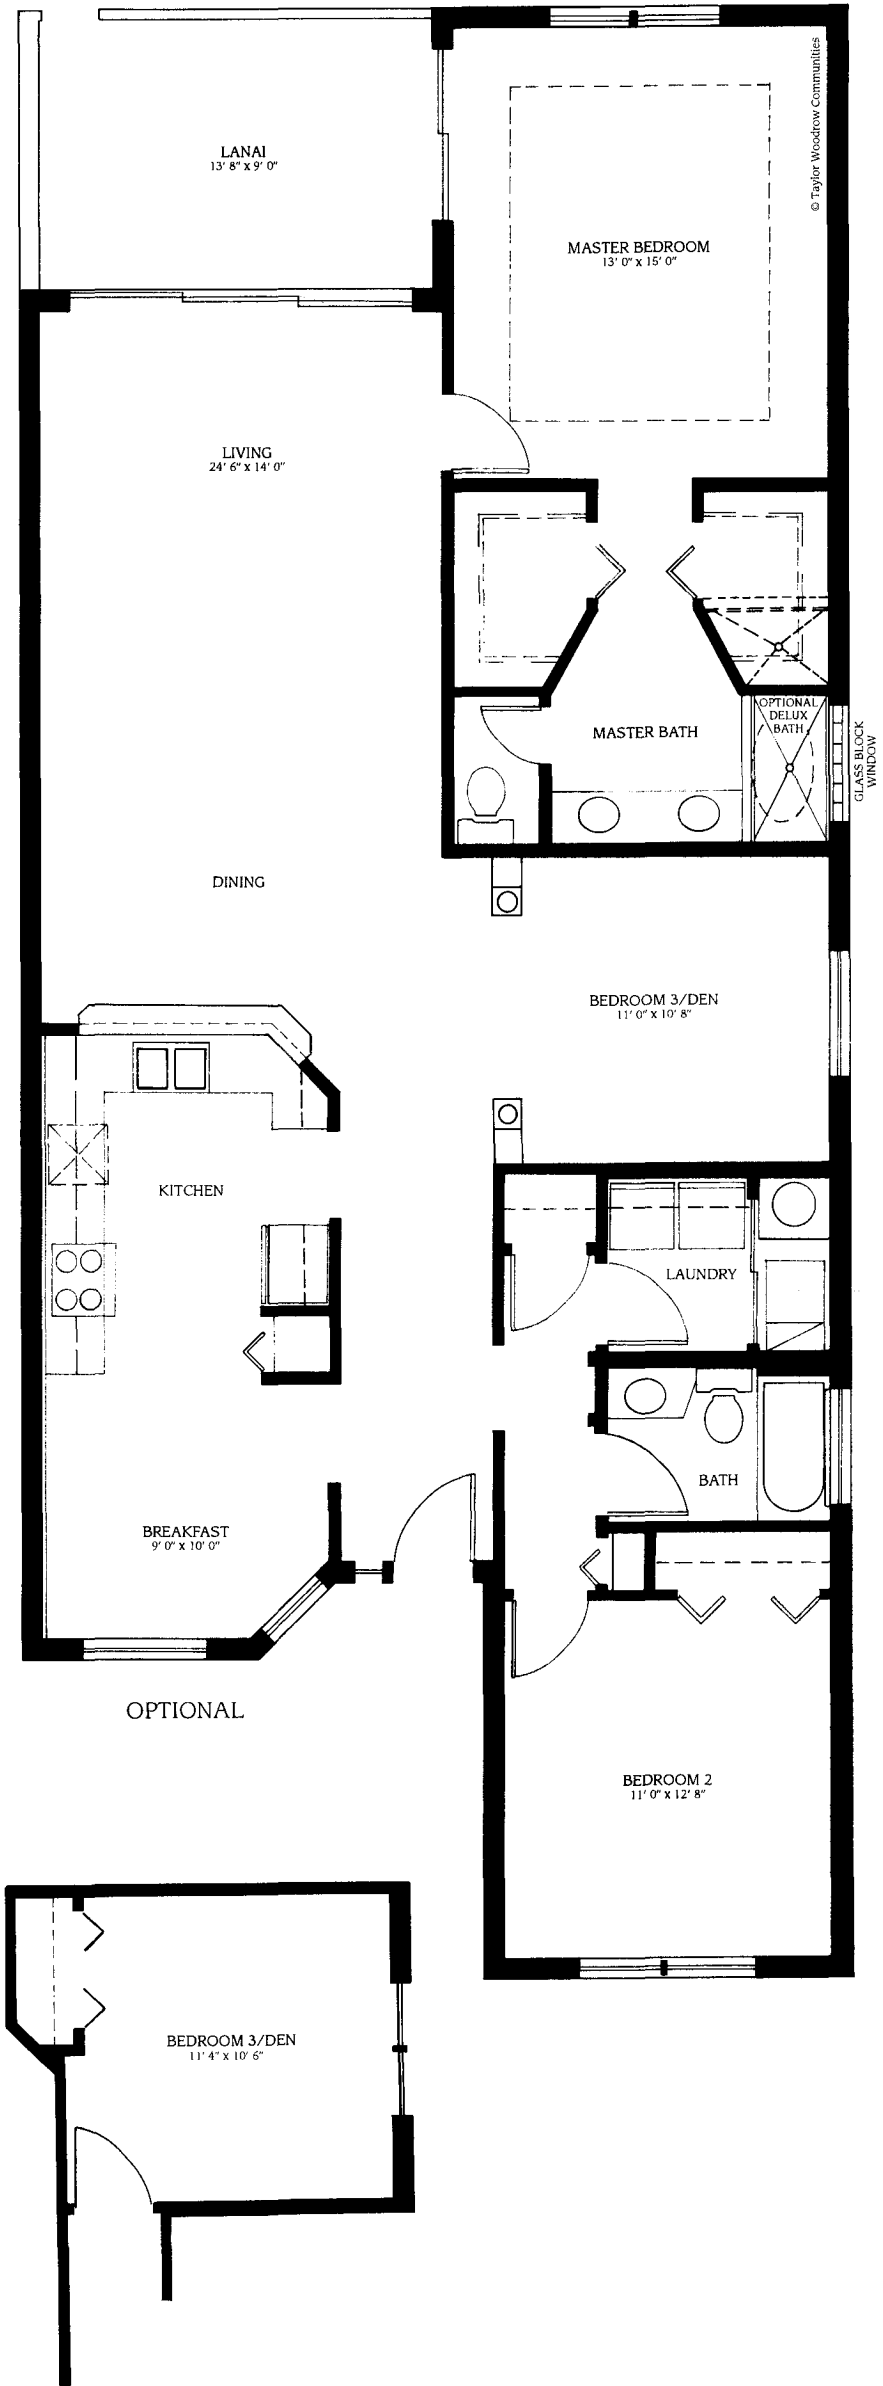 © Taylor Woodrow Communities
LANAI
13' 8" x 9' 0"
MASTER BEDROOM
13' 0" x 15' 0"
LIVING
24' 6" x 14' 0"
OPTIONAL
DELUX
BATH
MASTER BATH
GLASS BLOCK
WINDOW
DINING
BEDROOM 3/DEN
11' 0" x 10' 8"
KITCHEN
LAUNDRY
BATH
BREAKFAST
9' 0" x 10' 0"
OPTIONAL
BEDROOM 2
11' 0" x 12' 8"
BEDROOM 3/DEN
11' 4" x 10' 6"